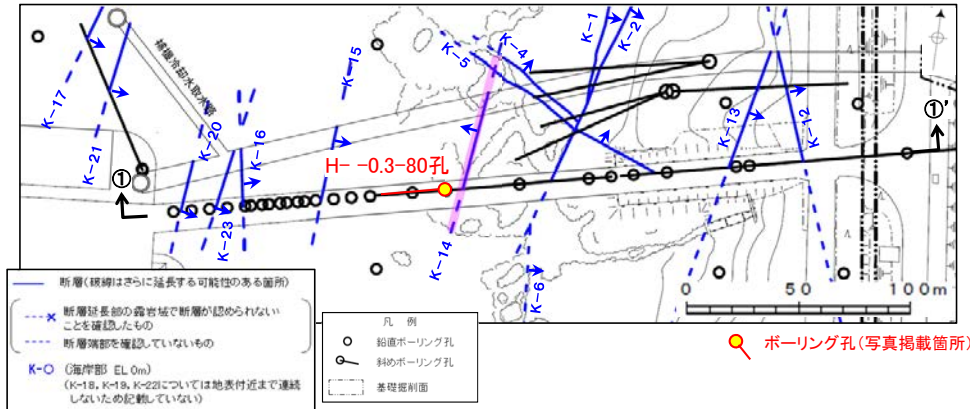 K-17
K-21
補機冷却水取水路
K-20
K-16
K-23
K-15
K-5
K-4
K-1
K-2
K-14
K-6
K-13
K-12
①
①’
H- -0.3-80孔
0 50 100m
断層(破線はさらに延長する可能性のある箇所)
断層延長部の露岩域で断層が認められない
ことを確認したもの
断層端部を確認していないもの
K-○ (海岸部 EL 0m)
(K-18、K-19、K-22については地表付近まで連続
しないため記載していない)
凡 例
鉛直ボーリング孔
斜めボーリング孔
基礎掘削面
ボーリング孔(写真掲載箇所)